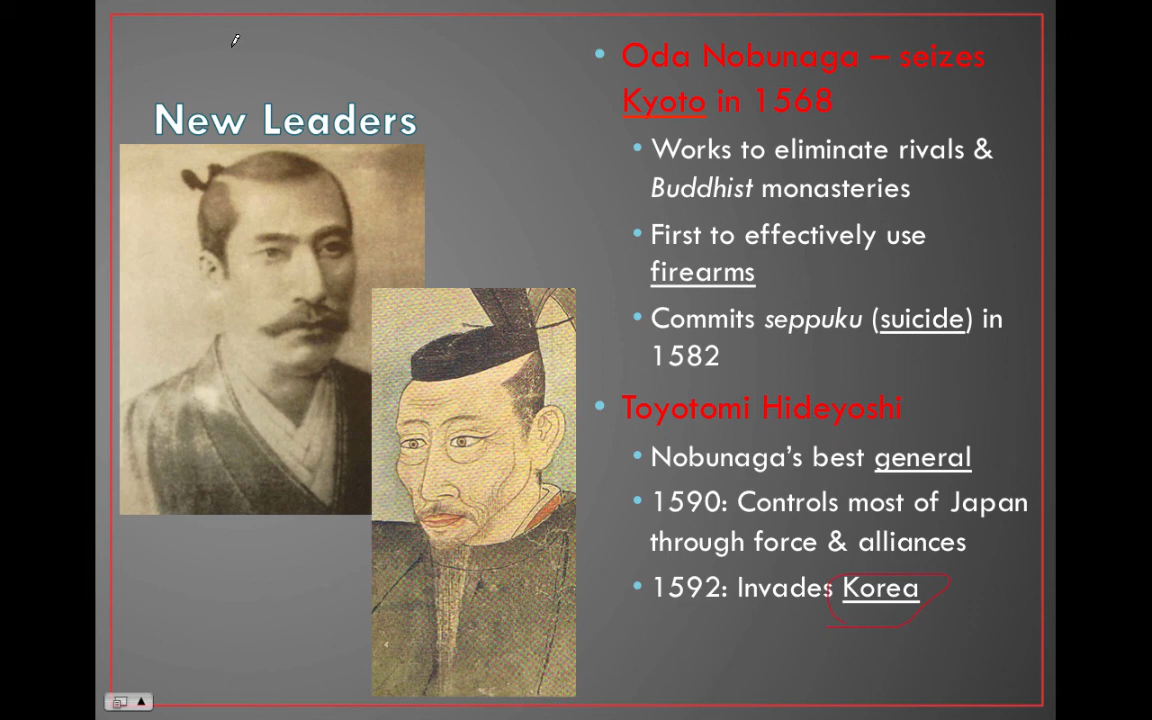 New Leaders
• Oda Nobunaga – seizes
Kyoto in 1568
• Works to eliminate rivals &
Buddhist monasteries
• First to effectively use
firearms
• Commits seppuku (suicide) in
1582
• Toyotomi Hideyoshi
• Nobunaga’s best general
• 1590: Controls most of Japan
through force & alliances
• 1592: Invades Korea